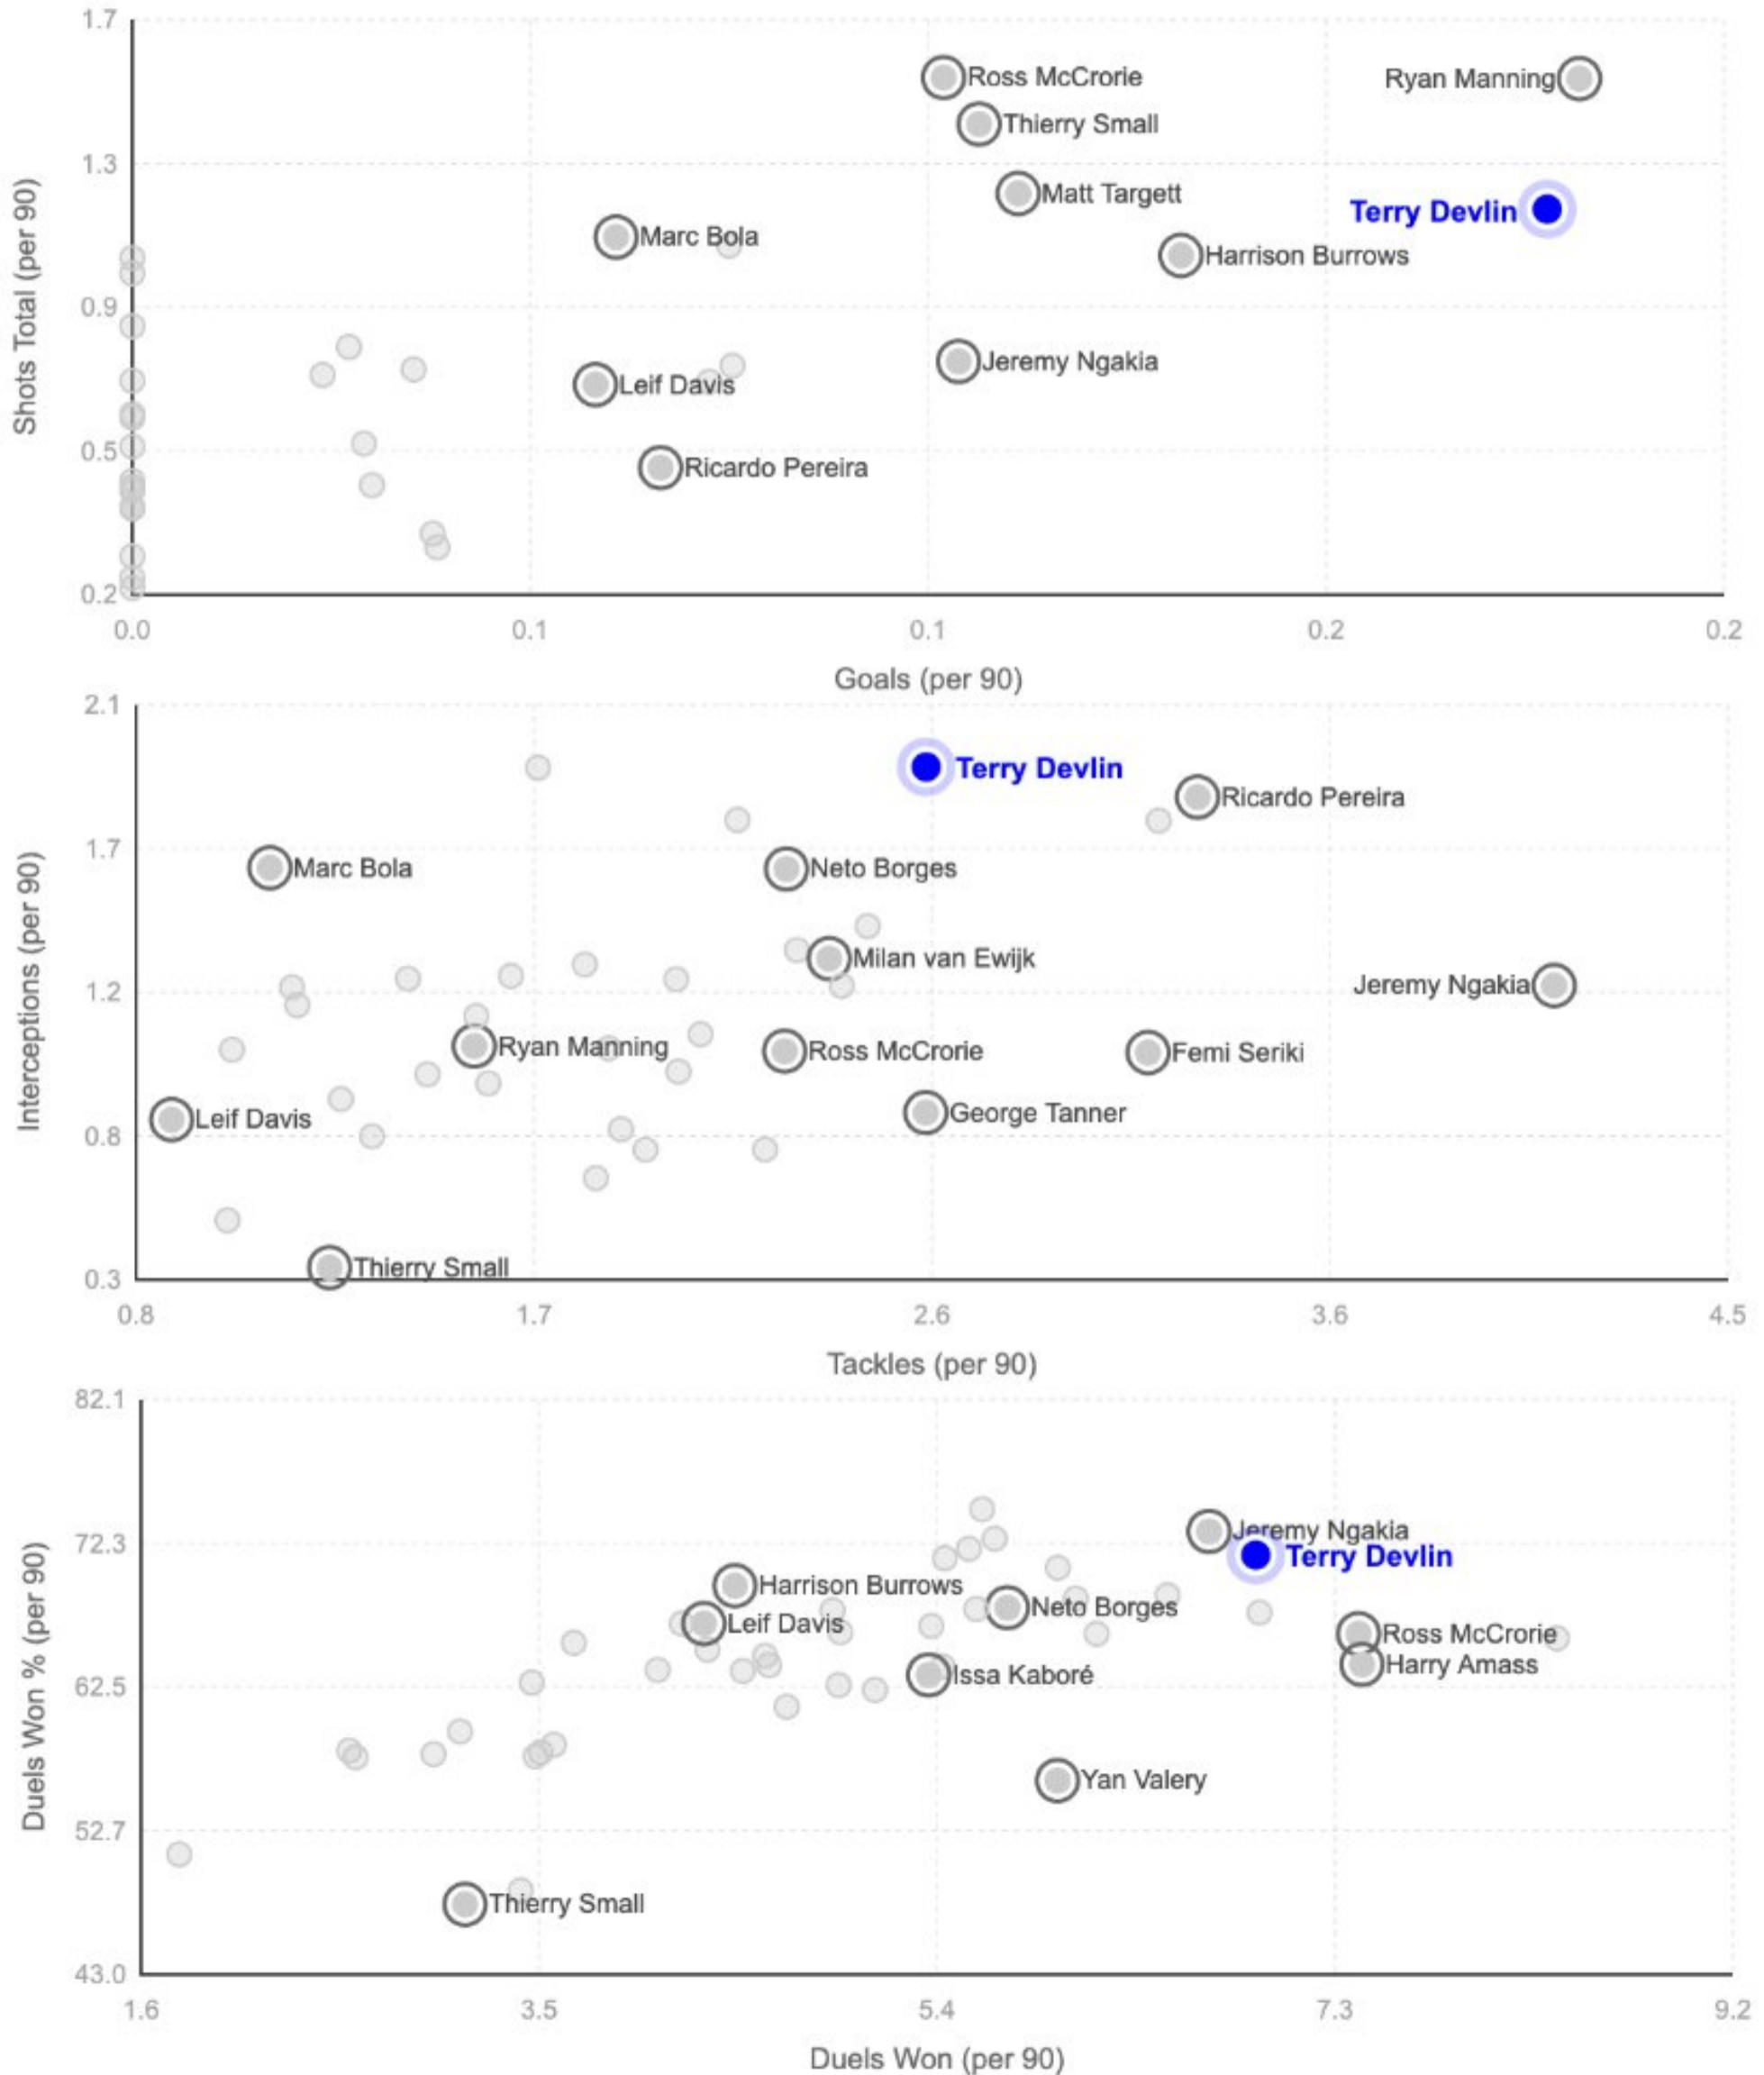 1.7
Ross McCrorie
Ryan Manning
Thierry Small
1.3
Matt Targett
Terry Devlin
Marc Bola
Harrison Burrows
Shots Total (per 90)
0.9
Jeremy Ngakia
Leif Davis
0.5
Ricardo Pereira
0.2
0.0 0.1 0.1 0.2 0.2
Goals (per 90)
2.1
Terry Devlin
Ricardo Pereira
1.7
Marc Bola
Neto Borges
Milan van Ewijk
Interceptions (per 90)
1.2
Jeremy Ngakia
Ryan Manning
Ross McCrorie
Femi Seriki
Leif Davis
George Tanner
0.8
Thierry Small
0.3
0.8 1.7 2.6 3.6 4.5
Tackles (per 90)
82.1
Jeremy Ngakia
72.3
Terry Devlin
Harrison Burrows
Neto Borges
Leif Davis
Ross McCrorie
Harry Amass
Issa Kaboré
Duels Won % (per 90)
62.5
Yan Valery
52.7
Thierry Small
43.0
1.6 3.5 5.4 7.3 9.2
Duels Won (per 90)